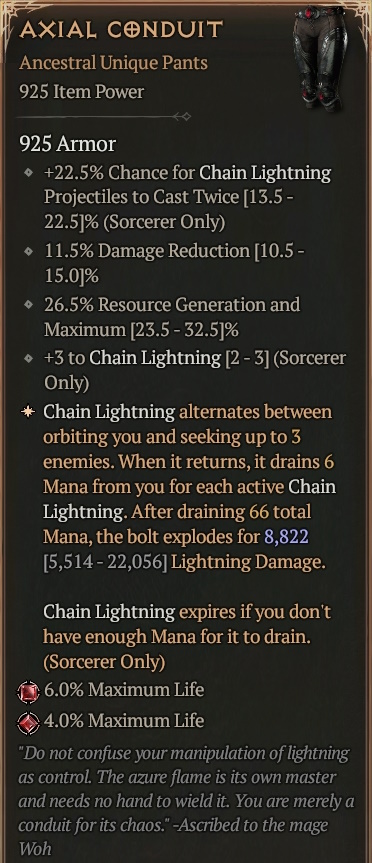 AXIAL CONDUIT
Ancestral Unique Pants
925 Item Power
925 Armor
+22.5% Chance for Chain Lightning
Projectiles to Cast Twice [13.5 -
22.5]% (Sorcerer Only)
11.5% Damage Reduction [10.5 -
15.0]%
26.5% Resource Generation and
Maximum [23.5 - 32.5]%
+3 to Chain Lightning [2 - 3] (Sorcerer
Only)
Chain Lightning alternates between
orbiting you and seeking up to 3
enemies. When it returns, it drains 6
Mana from you for each active Chain
Lightning. After draining 66 total
Mana, the bolt explodes for 8,822
[5,514 - 22,056] Lightning Damage.
Chain Lightning expires if you don't
have enough Mana for it to drain.
(Sorcerer Only)
6.0% Maximum Life
4.0% Maximum Life
"Do not confuse your manipulation of lightning
as control. The azure flame is its own master
and needs no hand to wield it. You are merely a
conduit for its chaos." -Ascribed to the mage
Woh